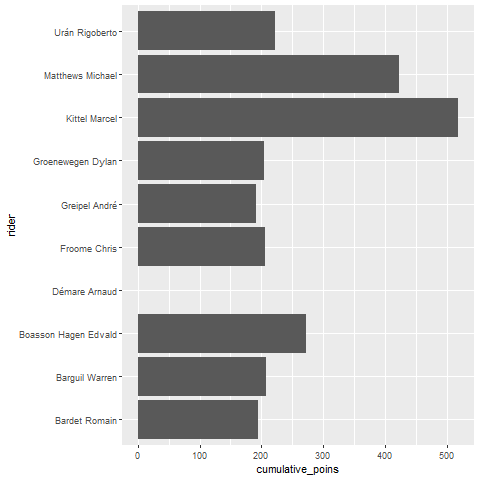 Urán Rigoberto
Matthews Michael
Kittel Marcel
Groenewegen Dylan
Greipel André
Froome Chris
Démare Arnaud
Boasson Hagen Edvald
Barguil Warren
Bardet Romain
rider
0 100 200 300 400 500
cumulative_poins